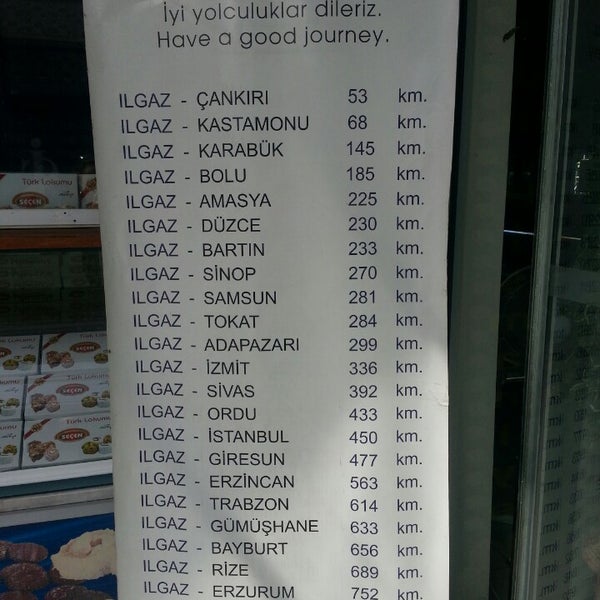 İyi yolculuklar dileriz.
Have a good journey.
ILGAZ - ÇANKIRI 53 km.
ILGAZ - KASTAMONU 68 km.
ILGAZ - KARABÜK 145 km.
ILGAZ - BOLU 185 km.
ILGAZ - AMASYA 225 km.
ILGAZ - DÜZCE 230 km.
ILGAZ - BARTIN 233 km.
ILGAZ - SİNOP 270 km.
ILGAZ - SAMSUN 281 km.
ILGAZ - TOKAT 284 km.
ILGAZ - ADAPAZARI 299 km.
ILGAZ - İZMİT 336 km.
ILGAZ - SİVAS 392 km.
ILGAZ - ORDU 433 km.
ILGAZ - İSTANBUL 450 km.
ILGAZ - GİRESUN 477 km.
ILGAZ - ERZİNCAN 563 km.
ILGAZ - TRABZON 614 km.
ILGAZ - GÜMÜŞHANE 633 km.
ILGAZ - BAYBURT 656 km.
ILGAZ - RİZE 689 km.
ILGAZ - ERZURUM 752 km.
Türk Lokumu
SEÇEN
Türk Lokumu
Türk Lokumu
SEÇEN